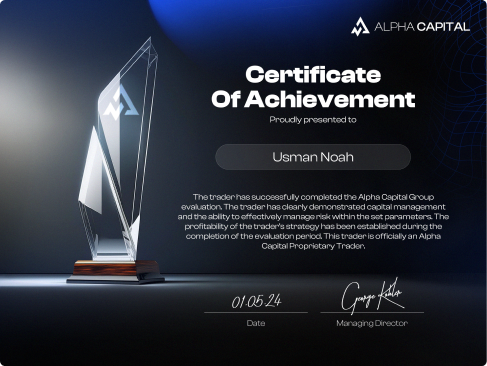 ALPHA CAPITAL
Certificate
Of Achievement
Proudly presented to
Usman Noah
The trader has successfully completed the Alpha Capital Group
evaluation. The trader has clearly demonstrated capital management
and the ability to effectively manage risk within the set parameters. The
profitability of the trader's strategy has been established during the
completion of the evaluation period. This trader is officially an Alpha
Capital Proprietary Trader.
01.05.24
George Kohler
Date
Managing Director